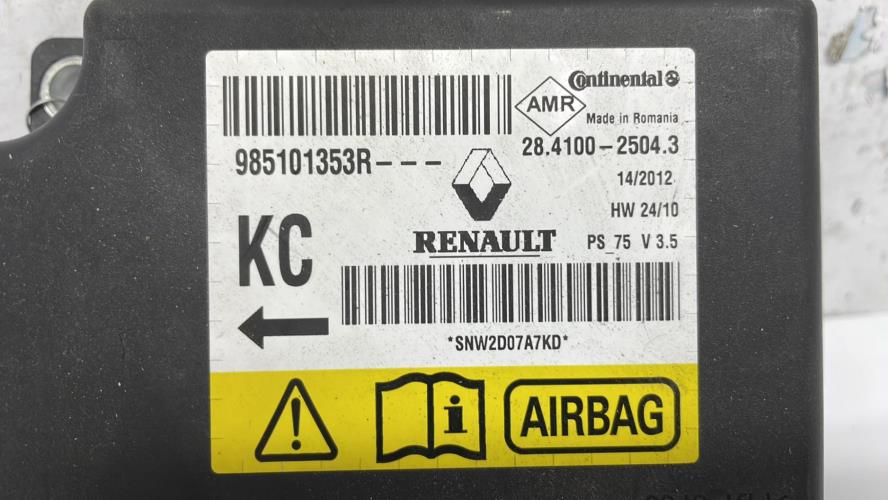 Continental
AMR
Made in Romania
985101353R---
28.4100-2504.3
14/2012
HW 24/10
KC
RENAULT
PS_75 V 3.5
*SNW2D07A7KD*
! i AIRBAG